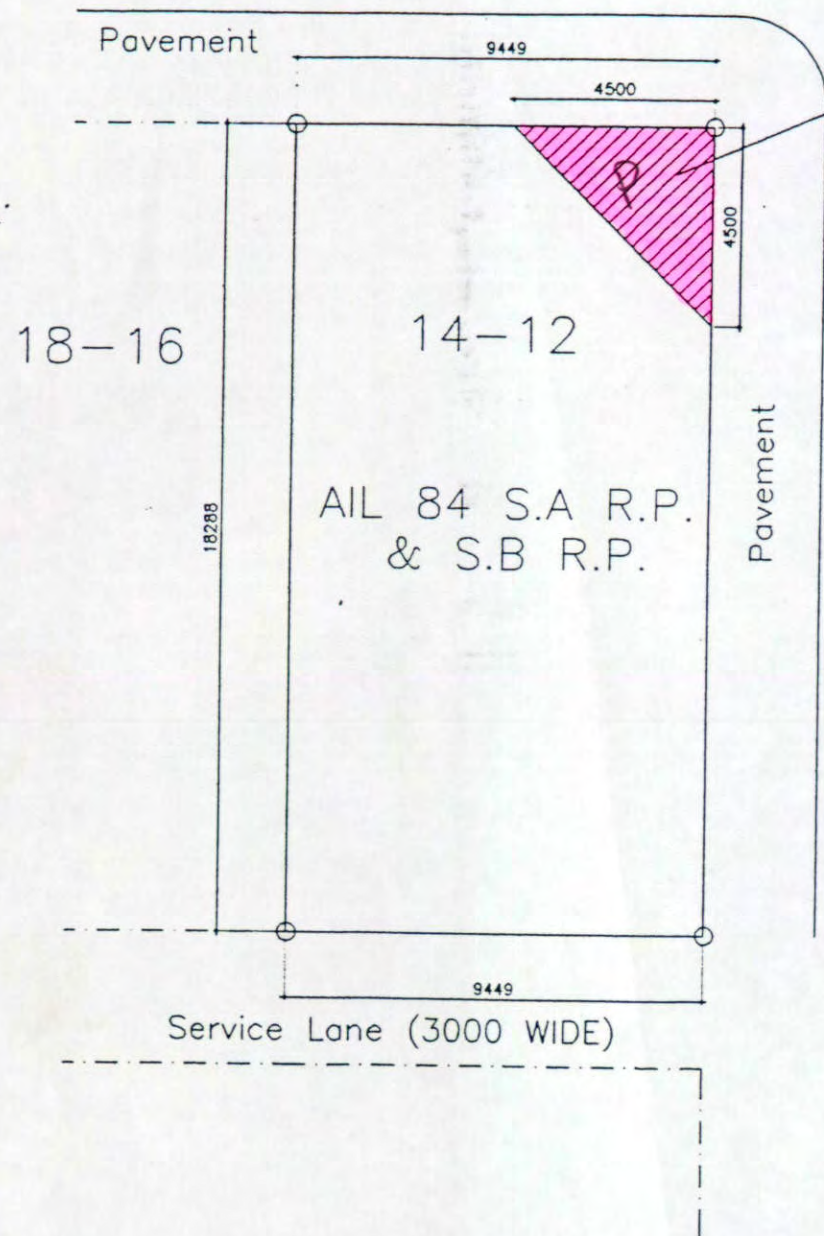 Pavement
9449
4500
P
4500
18-16
14-12
Pavement
18288
AIL 84 S.A R.P.
& S.B R.P.
9449
Service Lane (3000 WIDE)